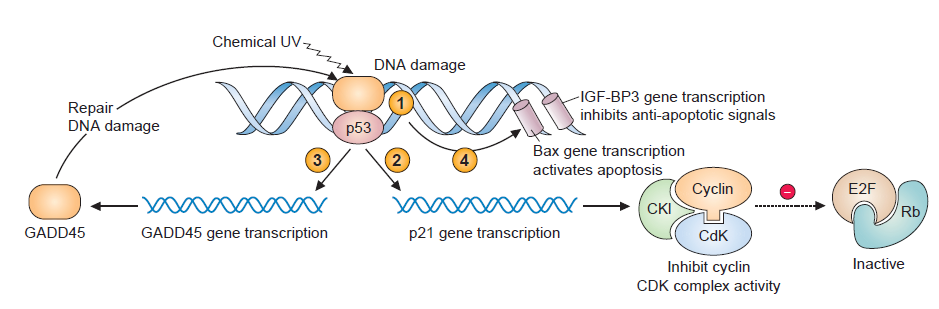 Chemical UV
DNA damage
Repair
DNA damage
p53
1
IGF-BP3 gene transcription
inhibits anti-apoptotic signals
3
2
4
Bax gene transcription
activates apoptosis
GADD45
GADD45 gene transcription
p21 gene transcription
CKI
Cyclin
CdK
Inhibit cyclin
CDK complex activity
−
E2F
Rb
Inactive